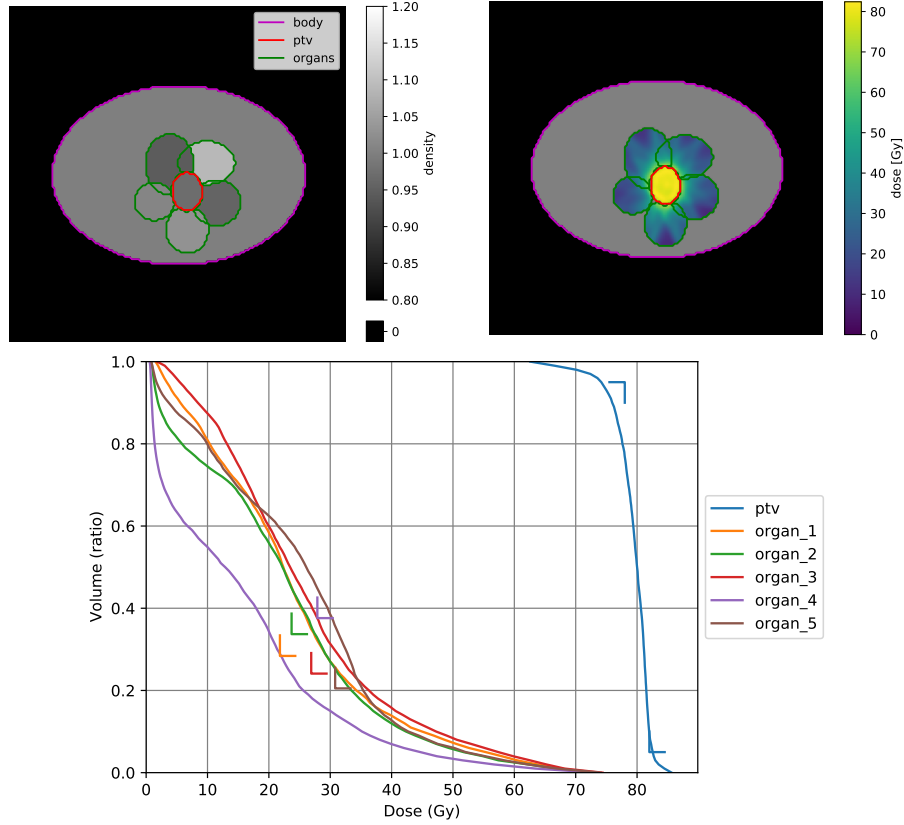 body
ptv
organs
1.20
1.15
1.10
1.05
1.00
0.95
0.90
0.85
0.80
0
density
80
70
60
50
40
30
20
10
0
dose [Gy]
1.0
0.8
0.6
0.4
0.2
0.0
Volume (ratio)
0 10 20 30 40 50 60 70 80
Dose (Gy)
ptv
organ_1
organ_2
organ_3
organ_4
organ_5